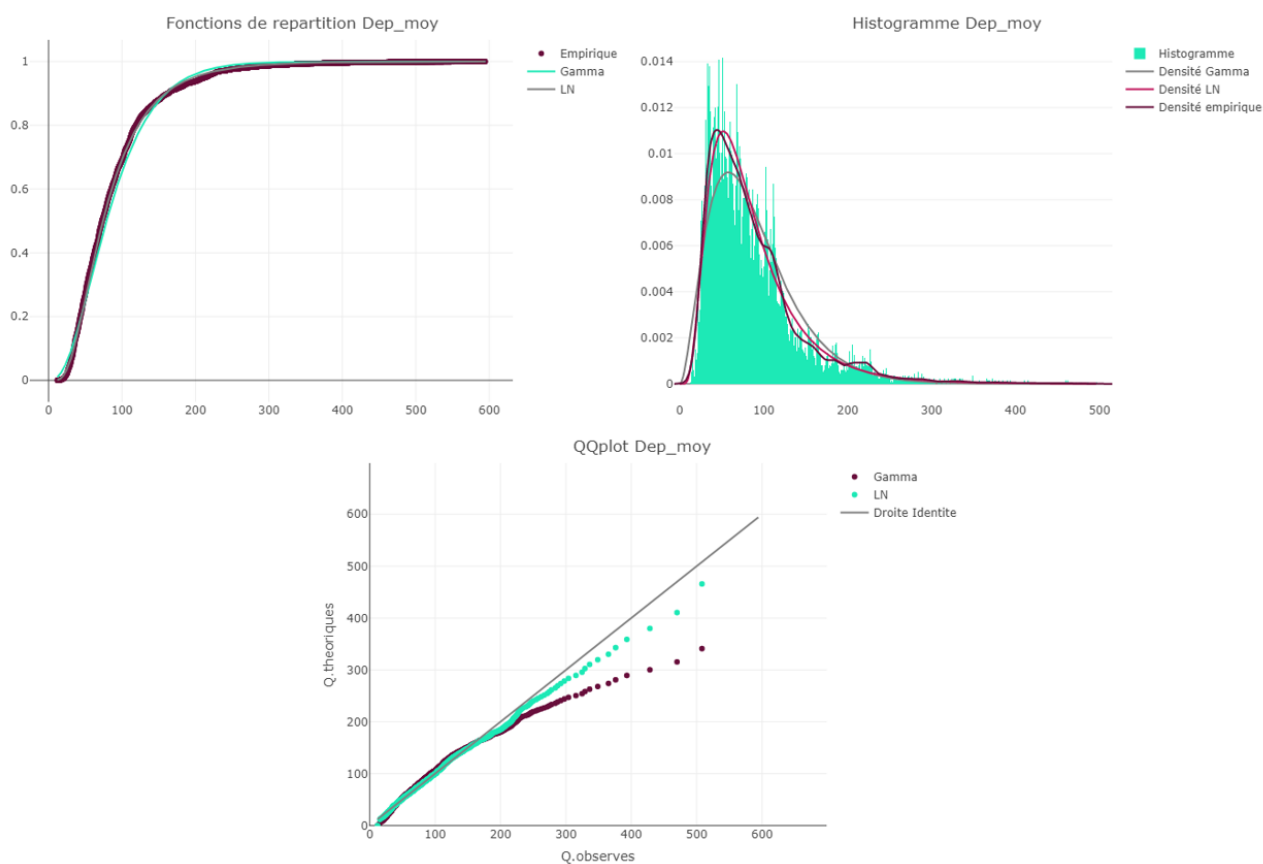 Fonctions de repartition Dep_moy
Empirique
Gamma
LN
1
0.8
0.6
0.4
0.2
0
0 100 200 300 400 500 600
Histogramme Dep_moy
Histogramme
Densité Gamma
Densité LN
Densité empirique
0.014
0.012
0.01
0.008
0.006
0.004
0.002
0
0 100 200 300 400 500
QQplot Dep_moy
Gamma
LN
Droite Identite
Q.theoriques
600
500
400
300
200
100
0
0 100 200 300 400 500 600
Q.observes